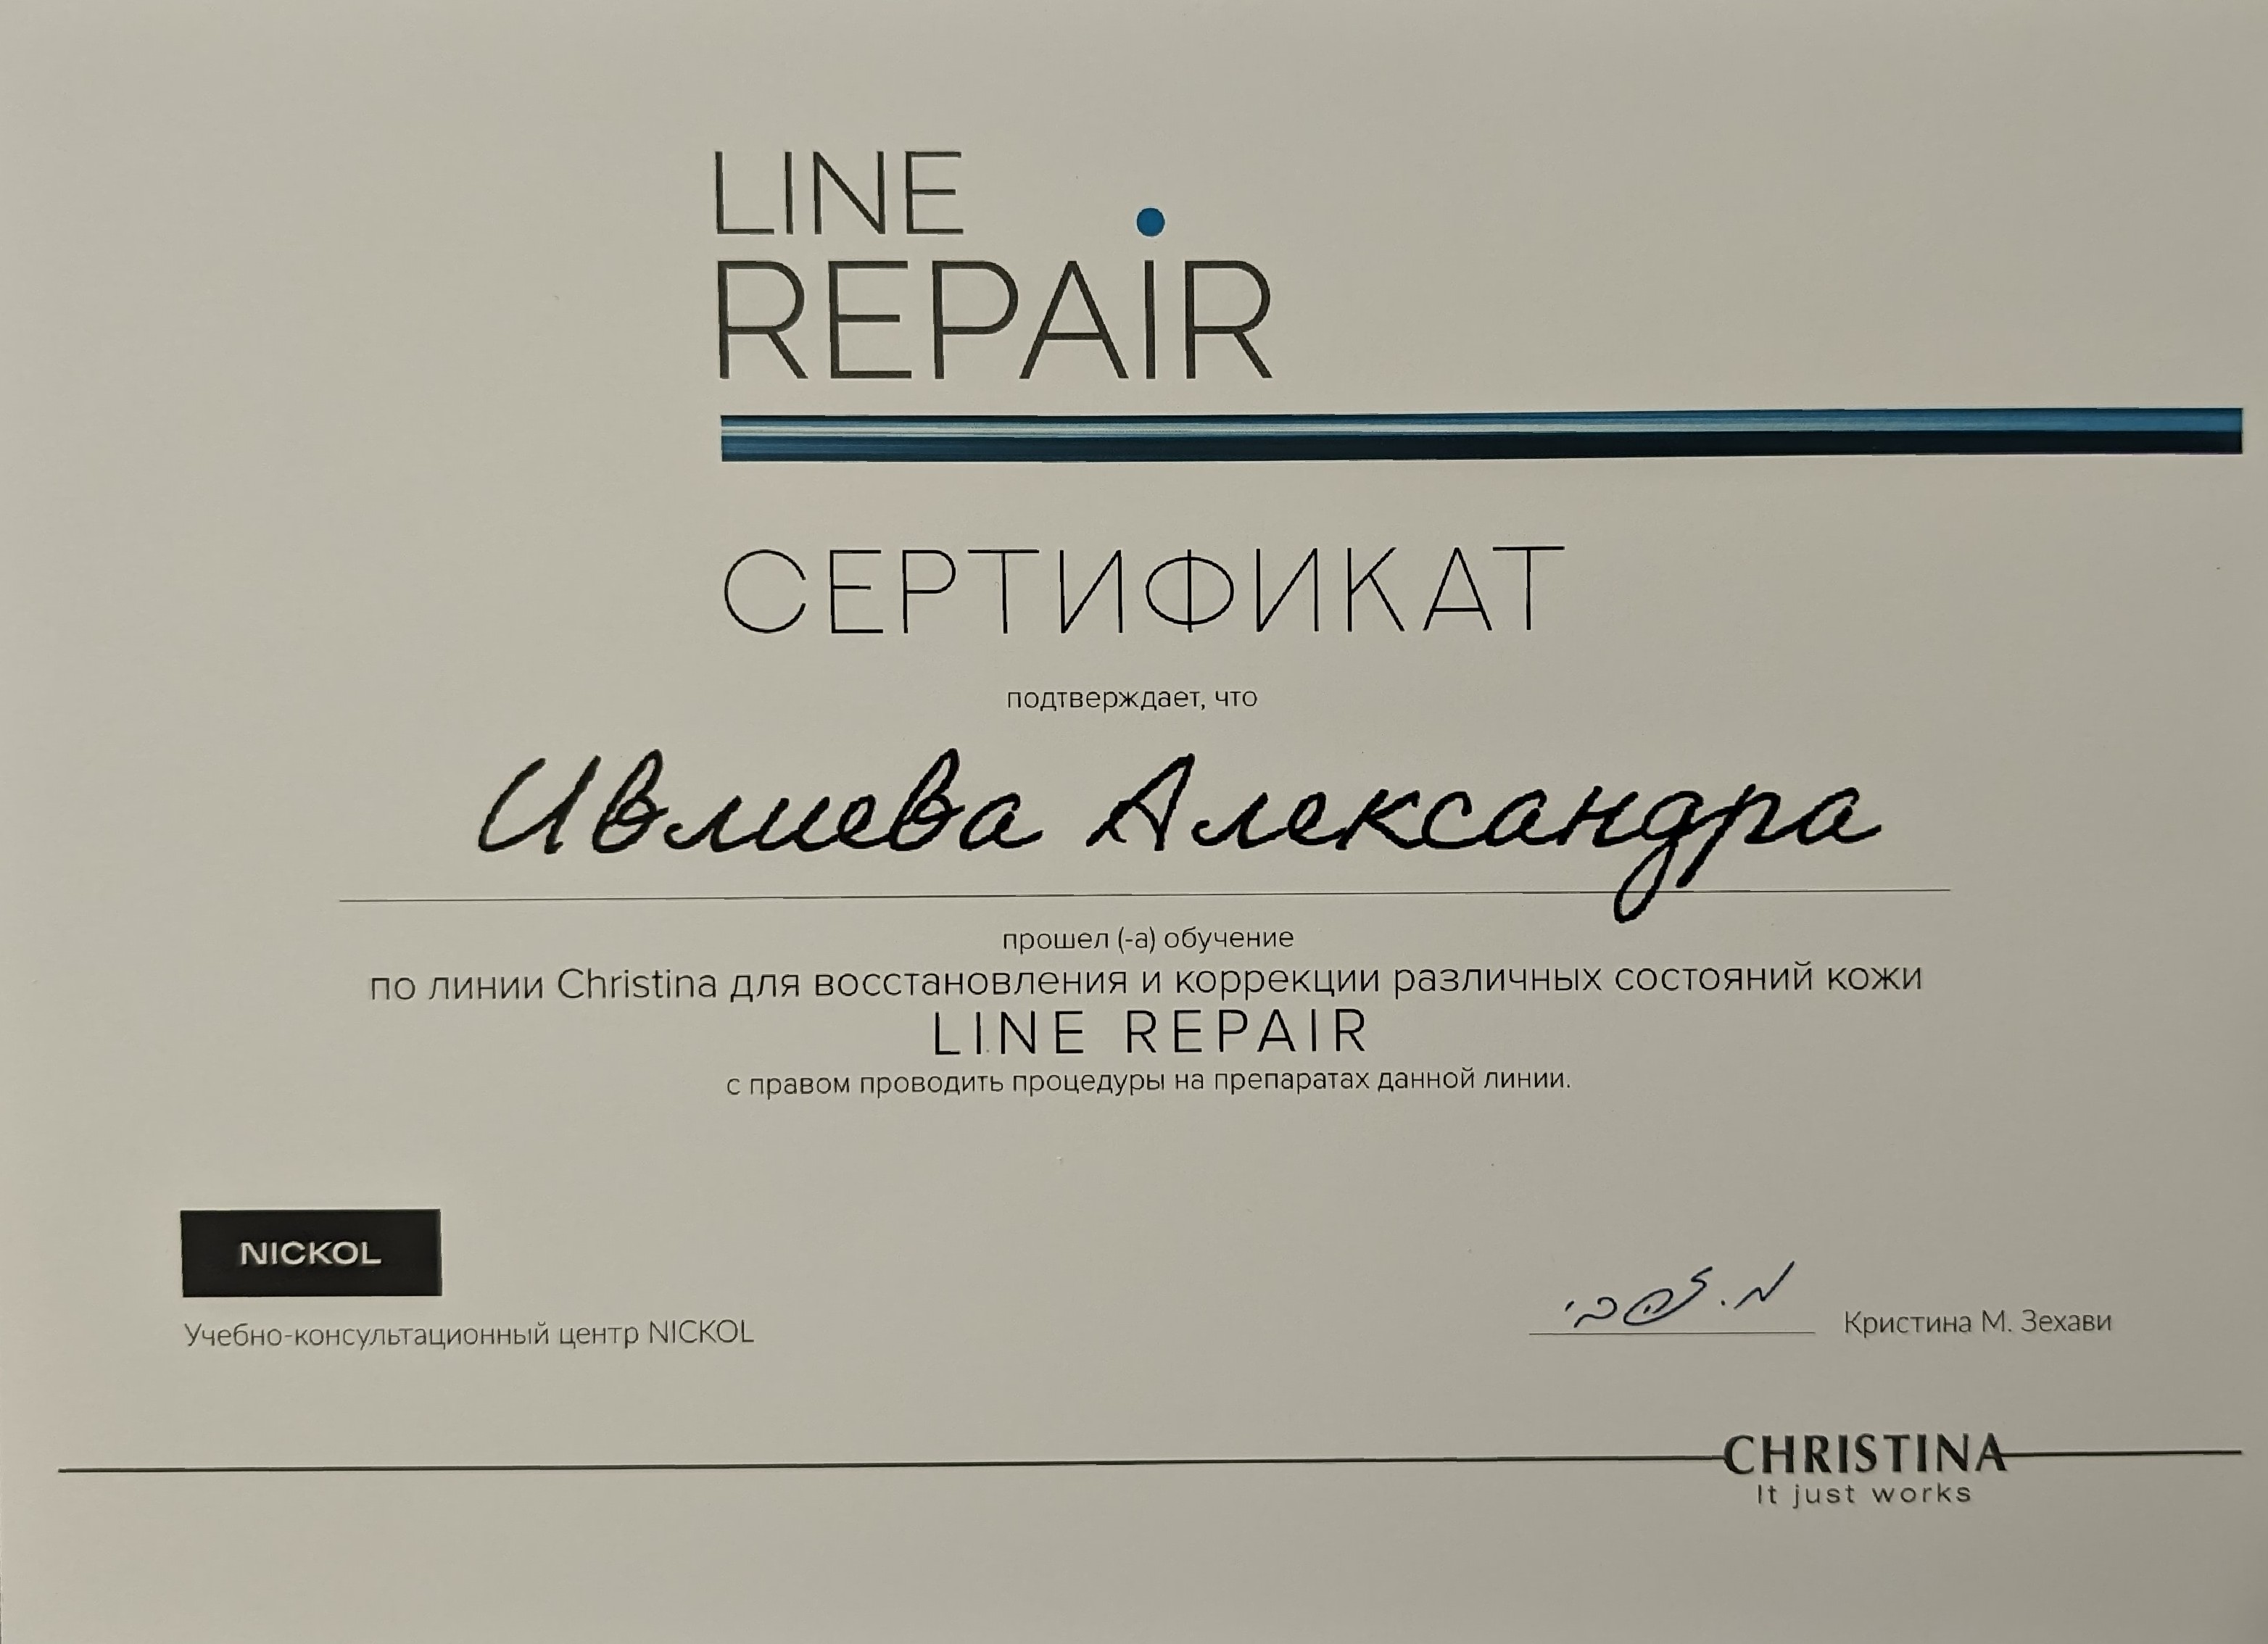 LINE
REPAIR
СЕРТИФИКАТ
подтверждает, что
Ивлиева Александра
прошел (-а) обучение
по линии Christina для восстановления и коррекции различных состояний кожи
LINE REPAIR
с правом проводить процедуры на препаратах данной линии.
NICKOL
Учебно-консультационный центр NICKOL
Кристина М. Зехави
CHRISTINA
It just works